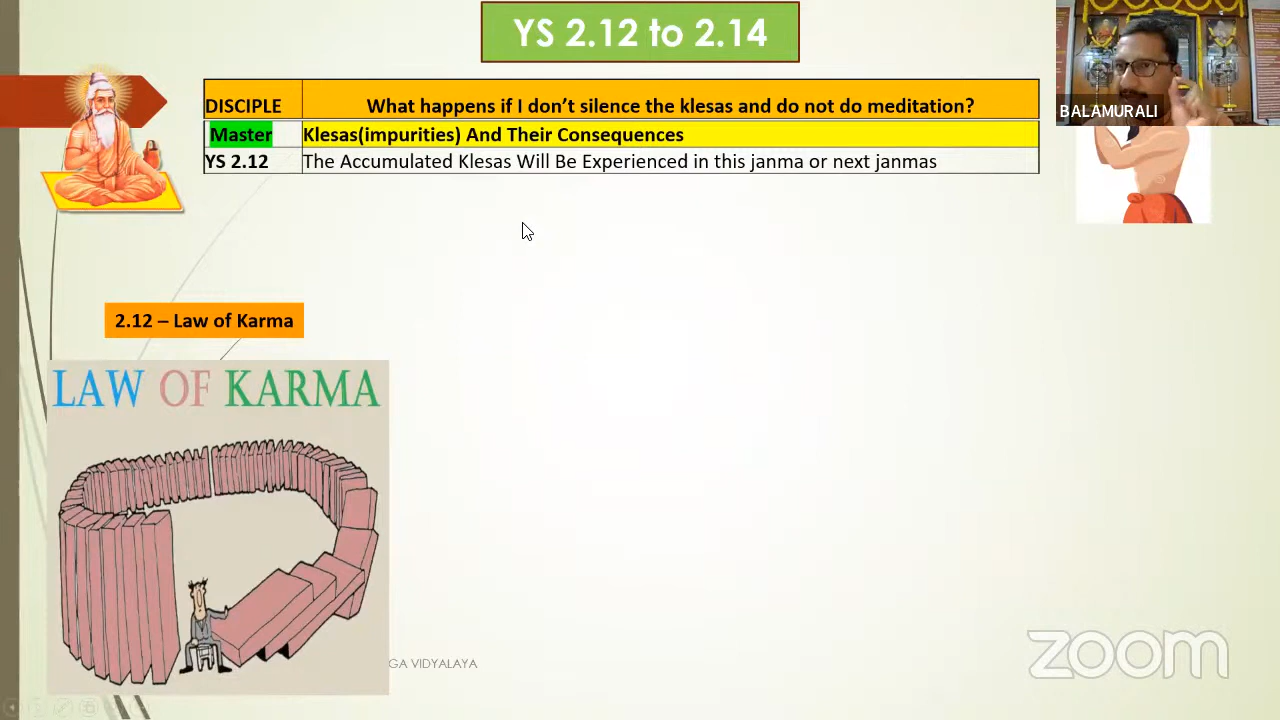 YS 2.12 to 2.14
BALAMURALI
DISCIPLE What happens if I don’t silence the klesas and do not do meditation?
Master Klesas(impurities) And Their Consequences
YS 2.12 The Accumulated Klesas Will Be Experienced in this janma or next janmas
2.12 – Law of Karma
LAW OF KARMA
GA VIDYALAYA
zoom